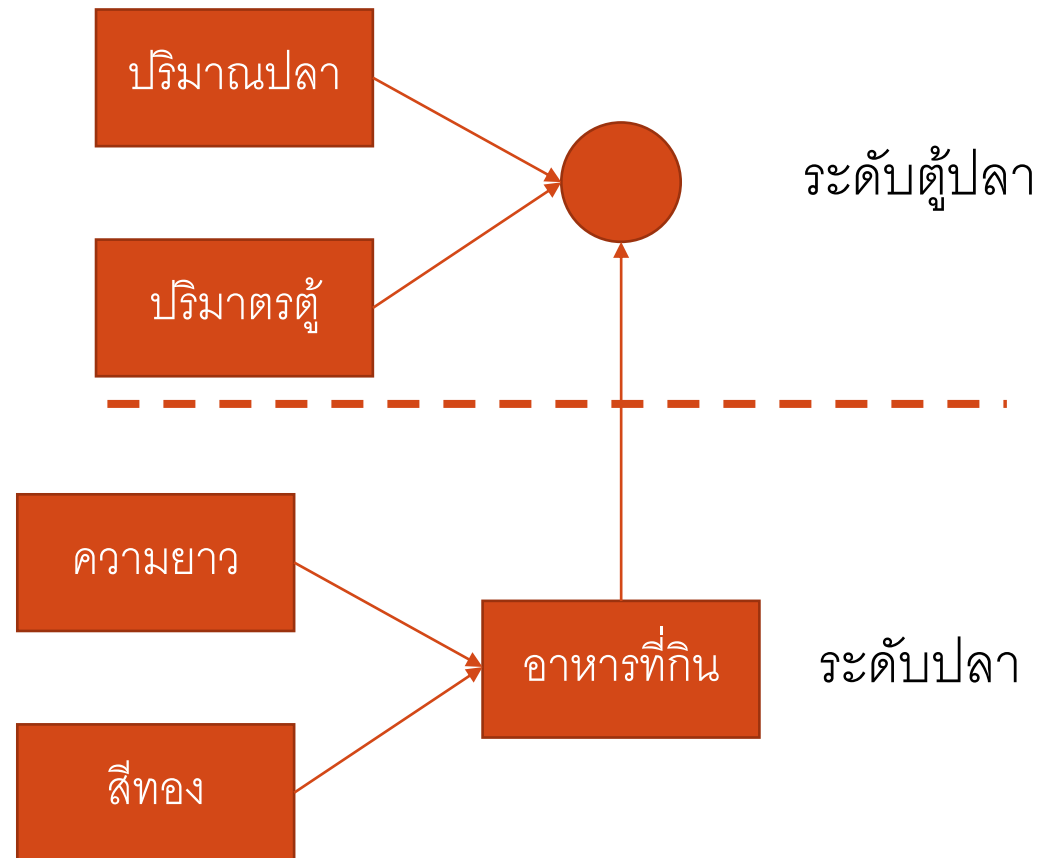 ปริมาณปลา
ระดับตู้ปลา
ปริมาตรตู้
ความยาว
อาหารที่กิน
ระดับปลา
สีทอง